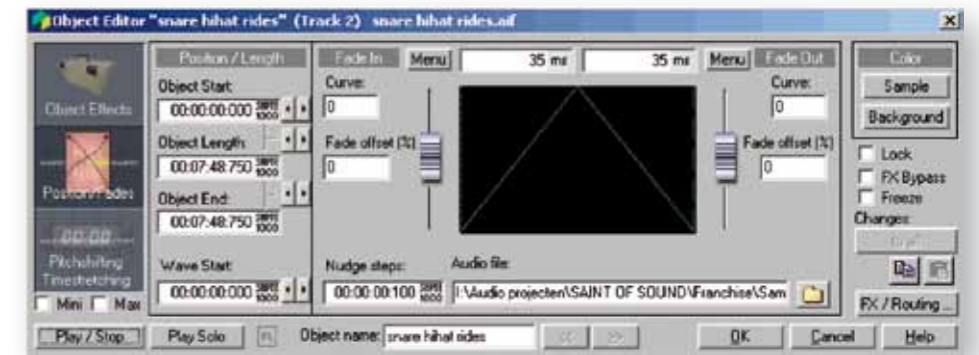 Object Editor "snare hihat rides" (Track 2) snare hihat rides.aif
Object Effects
Position/Fades
00:00
Pitchshifting
Timestretching
Mini Max
Position / Length
Object Start:
00:00:00:000
Object Length:
00:07:48:750
Object End:
00:07:48:750
Wave Start:
00:00:00:000
Fade In Menu 35 ms 35 ms Menu Fade Out
Curve:
0
Fade offset (%)
0
Curve:
0
Fade offset (%)
0
Nudge steps:
00:00:00:100
Audio file:
I:\Audio projecten\SAINT OF SOUND\Franchise\Sam
Color
Sample
Background
Lock
FX Bypass
Freeze
Changes:
FX / Routing ...
Play / Stop Play Solo Object name: snare hihat rides << >> OK Cancel Help